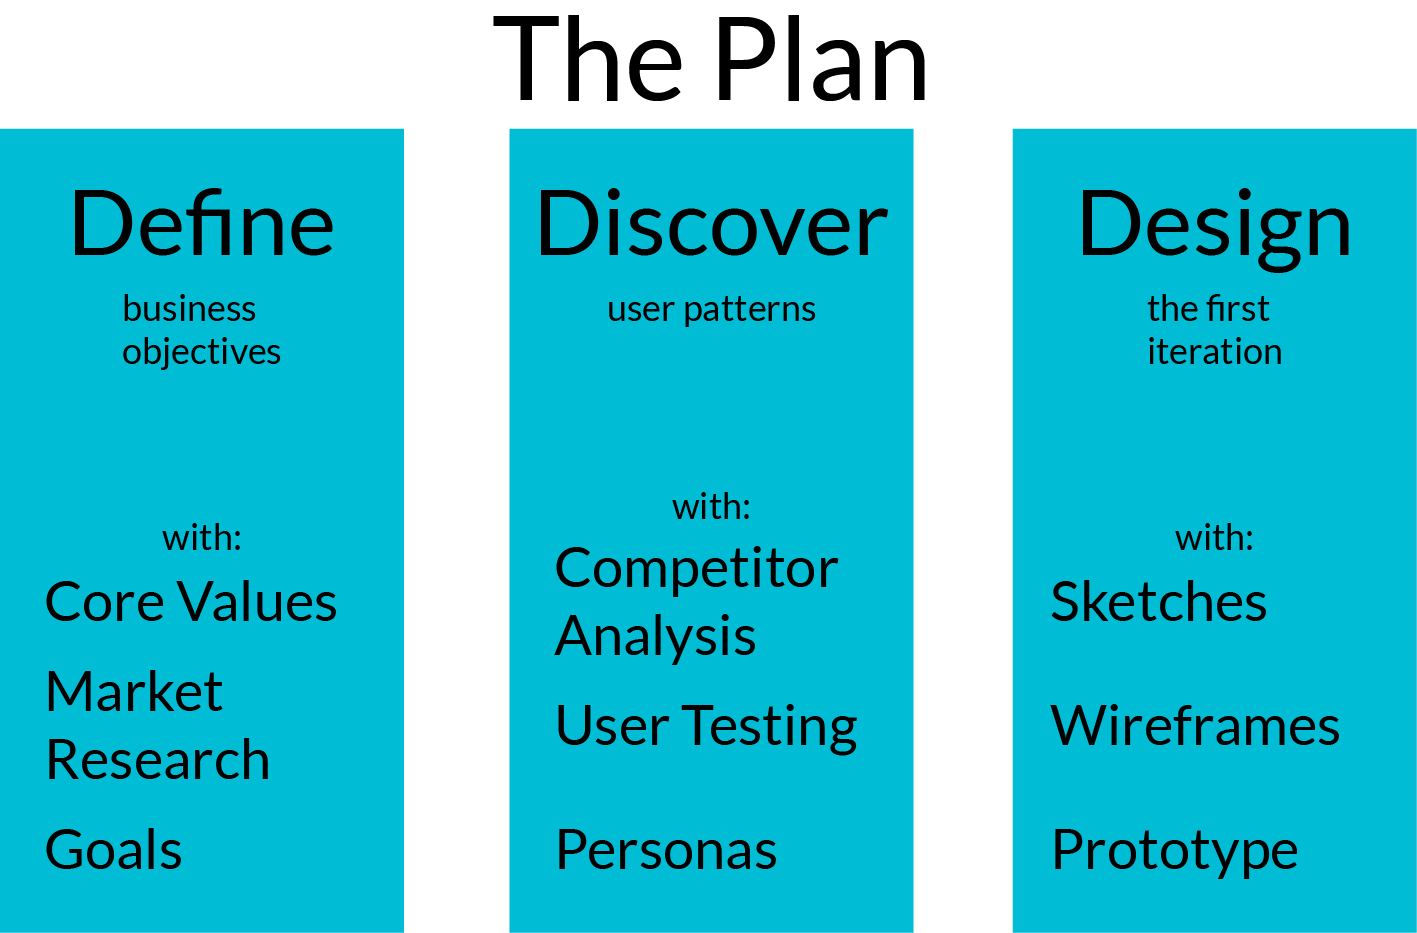 The Plan
Define
business
objectives
with:
Core Values
Market
Research
Goals
Discover
user patterns
with:
Competitor
Analysis
User Testing
Personas
Design
the first
iteration
with:
Sketches
Wireframes
Prototype